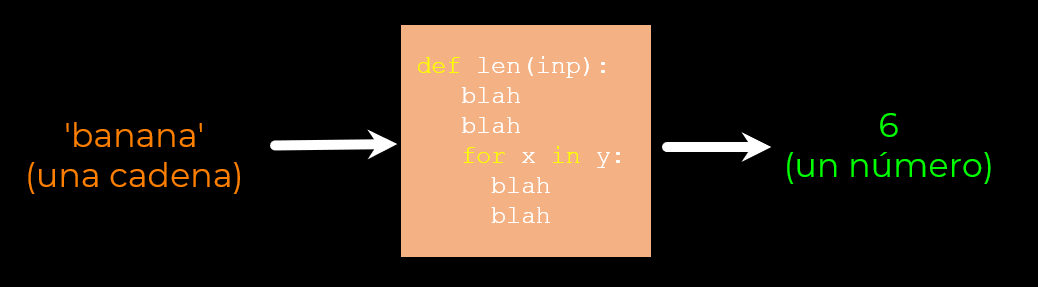 'banana'
(una cadena)
def len(inp):
blah
blah
for x in y:
blah
blah
6
(un número)